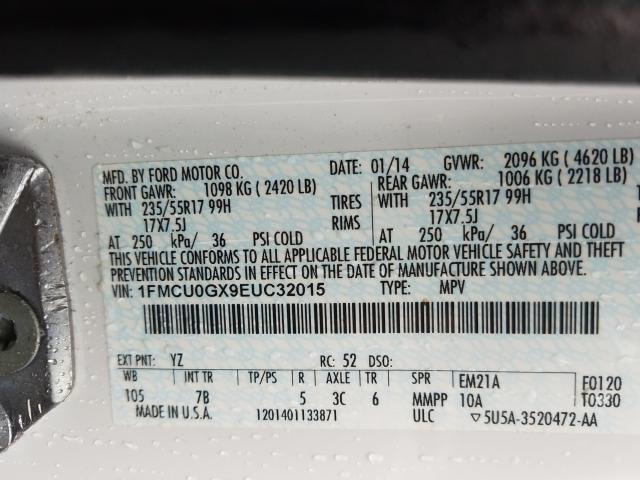 MFD. BY FORD MOTOR CO. DATE: 01/14 GVWR: 2096 KG ( 4620 LB)
FRONT GAWR: 1098 KG ( 2420 LB) REAR GAWR: 1006 KG ( 2218 LB)
WITH 235/55R17 99H TIRES WITH 235/55R17 99H
17X7.5J RIMS 17X7.5J
AT 250 kPa/ 36 PSI COLD AT 250 kPa/ 36 PSI COLD
THIS VEHICLE CONFORMS TO ALL APPLICABLE FEDERAL MOTOR VEHICLE SAFETY AND THEFT
PREVENTION STANDARDS IN EFFECT ON THE DATE OF MANUFACTURE SHOWN ABOVE.
VIN: 1FMCU0GX9EUC32015 TYPE: MPV
EXT PNT: YZ RC: 52 DSO:
WB INT TR TP/PS R AXLE TR SPR EM21A F0120
105 7B 5 3C 6 MMPP 10A T0330
MADE IN U.S.A. 1201401133871 ULC ▽5U5A-3520472-AA